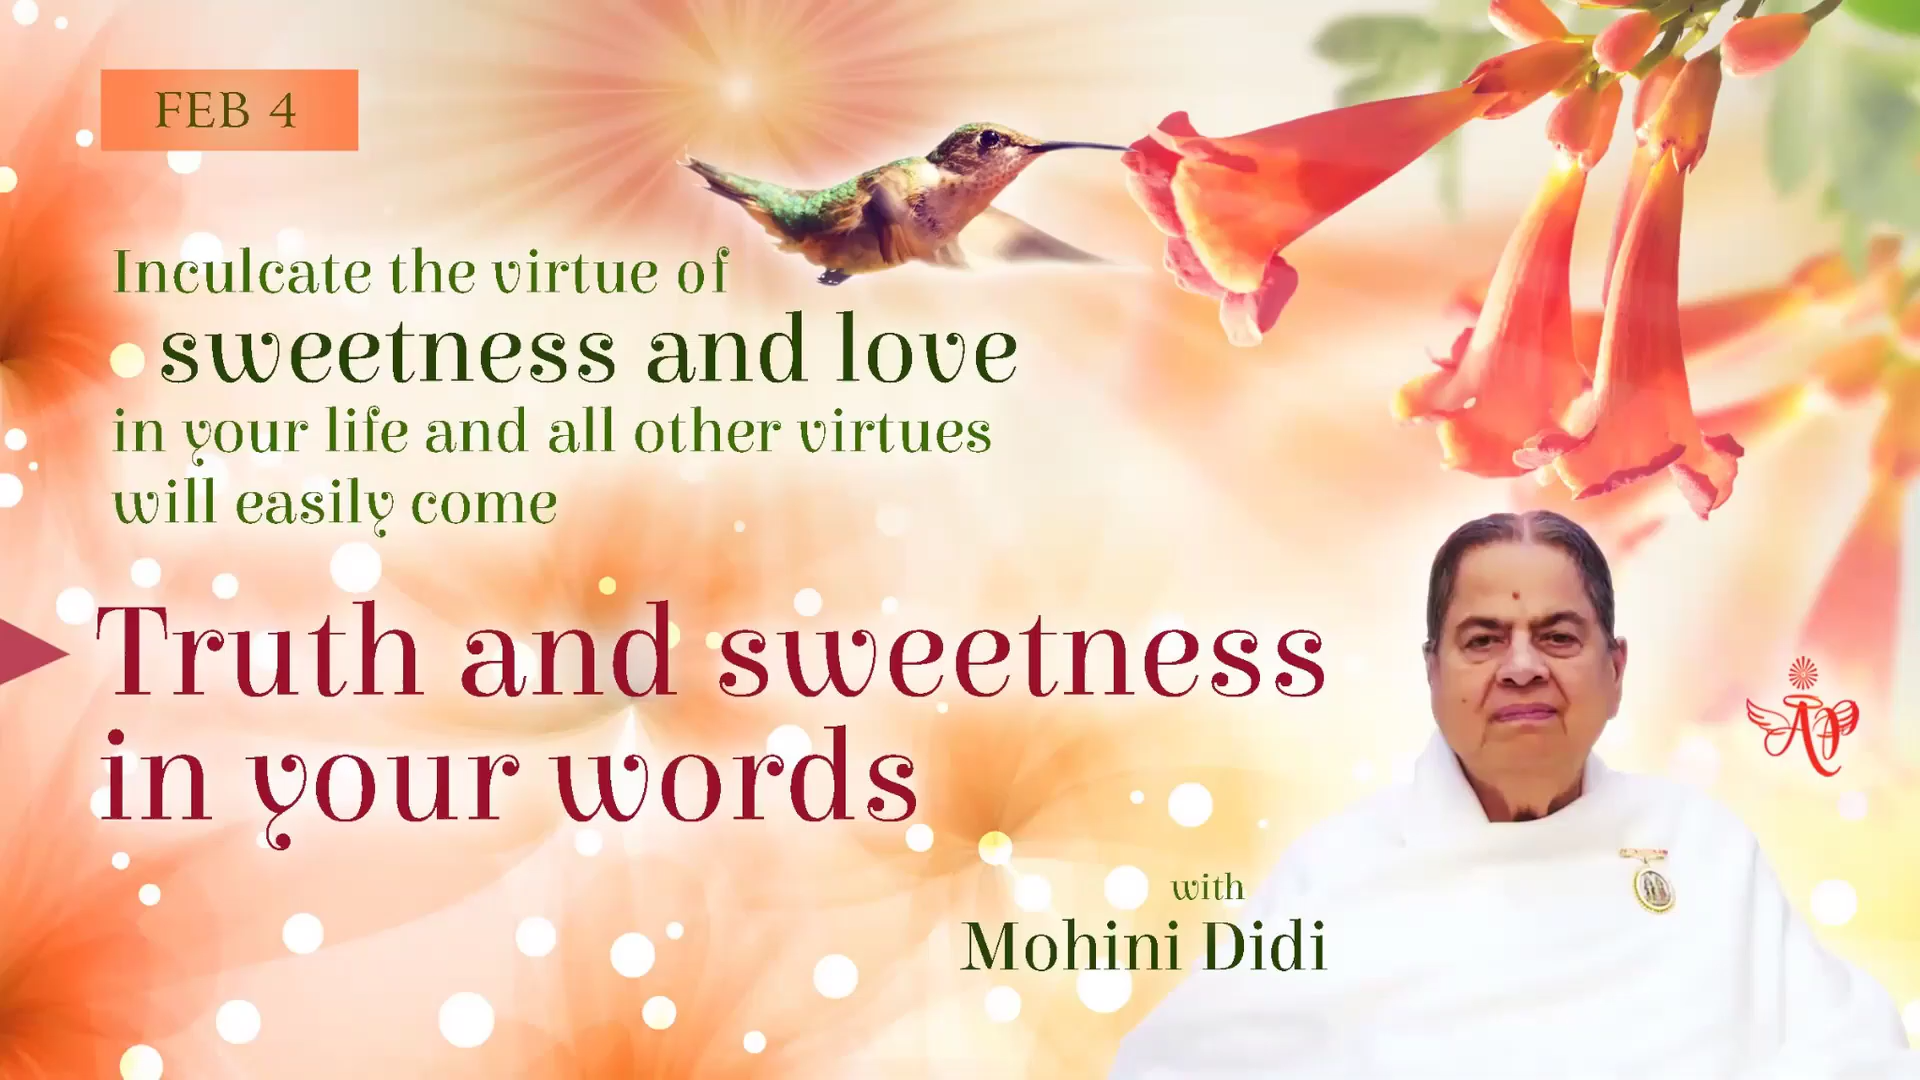 FEB 4
Inculcate the virtue of
sweetness and love
in your life and all other virtues
will easily come
Truth and sweetness
in your words
with
Mohini Didi
AP